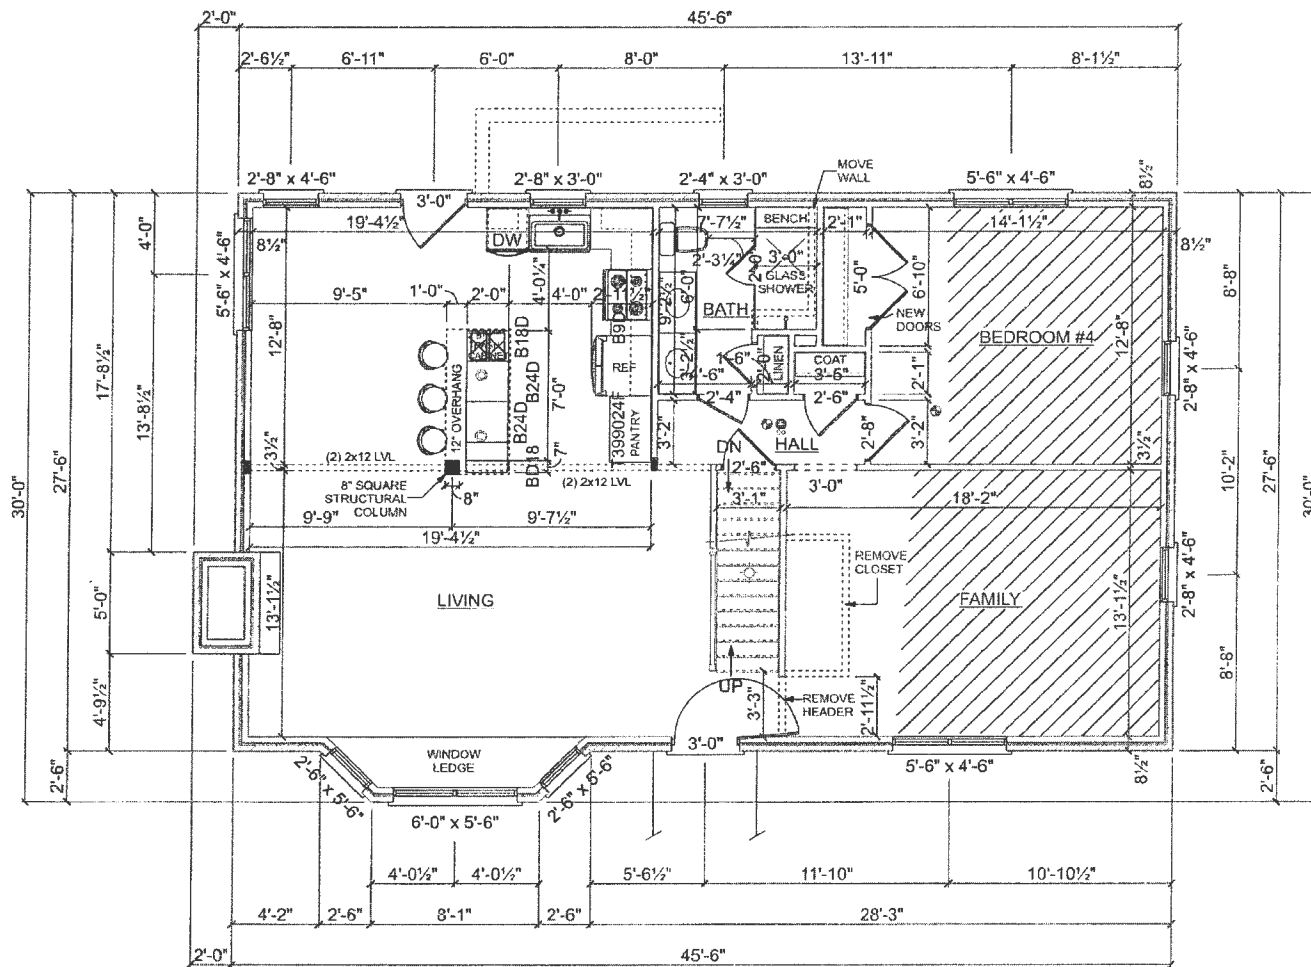 2'-0"
45'-6"
2'-6½"
6'-11"
6'-0"
8'-0"
13'-11"
8'-1½"
MOVE
WALL
2'-8" x 4'-6"
3'-0"
2'-8" x 3'-0"
2'-4" x 3'-0"
5'-6" x 4'-6"
8½"
4'-0"
5'-6" x 4'-6"
8½"
19'-4½"
DW
7'-7½"
BENCH
2'-1"
14'-1½"
8½"
2'-3¼"
2'-0"
3'-0"
GLASS
SHOWER
5'-0"
6'-10"
8'-8"
9'-5"
1'-0"
2'-0"
4'-0¼"
4'-0"
6'-0"
BATH
NEW
DOORS
BEDROOM #4
12'-8"
12'-8"
17'-8½"
13'-8½"
27'-6"
30'-0"
12" OVERHANG
B18D
B24D
B24D
BD18
7'-0"
7"
B9D
REF
399024F
PANTRY
3'-2½"
1'-6"
2'-0"
LINEN
COAT
3'-5"
2'-1"
2'-8" x 4'-6"
2'-4"
2'-6"
3'-2"
HALL
2'-8"
3'-2"
3½"
3½"
(2) 2x12 LVL
(2) 2x12 LVL
DN
2'-6"
8" SQUARE
STRUCTURAL
COLUMN
8"
3'-1"
3'-0"
18'-2"
10'-2"
27'-6"
30'-0"
9'-9"
9'-7½"
19'-4½"
REMOVE
CLOSET
LIVING
FAMILY
13'-1½"
13'-1½"
2'-8" x 4'-6"
5'-0"
4'-9½"
UP
3'-3"
REMOVE
HEADER
2'-11½"
8'-8"
WINDOW
LEDGE
3'-0"
5'-6" x 4'-6"
8½"
2'-6"
2'-6"
2'-6" x 5'-6"
2'-6" x 5'-6"
6'-0" x 5'-6"
4'-0½"
4'-0½"
5'-6½"
11'-10"
10'-10½"
4'-2"
2'-6"
8'-1"
2'-6"
28'-3"
2'-0"
45'-6"